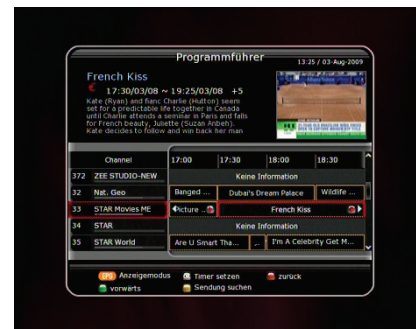 Programmführer
13:25 / 03-Aug-2009
French Kiss
€ 17:30/03/08 ~ 19:25/03/08 +5
Kate (Ryan) and fianc Charlie (Hutton) seem
set for a predictable life together in Canada
until Charlie attends a seminar in Paris and falls
for French beauty, Juliette (Suzan Anbeh).
Kate decides to follow and win back her man
Channel 17:00 17:30 18:00 18:30
372 ZEE STUDIO-NEW Keine Information
32 Nat. Geo Banged ... Dubai's Dream Palace Wildlife ...
33 STAR Movies ME Picture ... French Kiss
34 STAR Keine Information
35 STAR World Are U Smart Tha... .. I'm A Celebrity Get M...
EPG Anzeigemodus Timer setzen zurück
vorwärts Sendung suchen